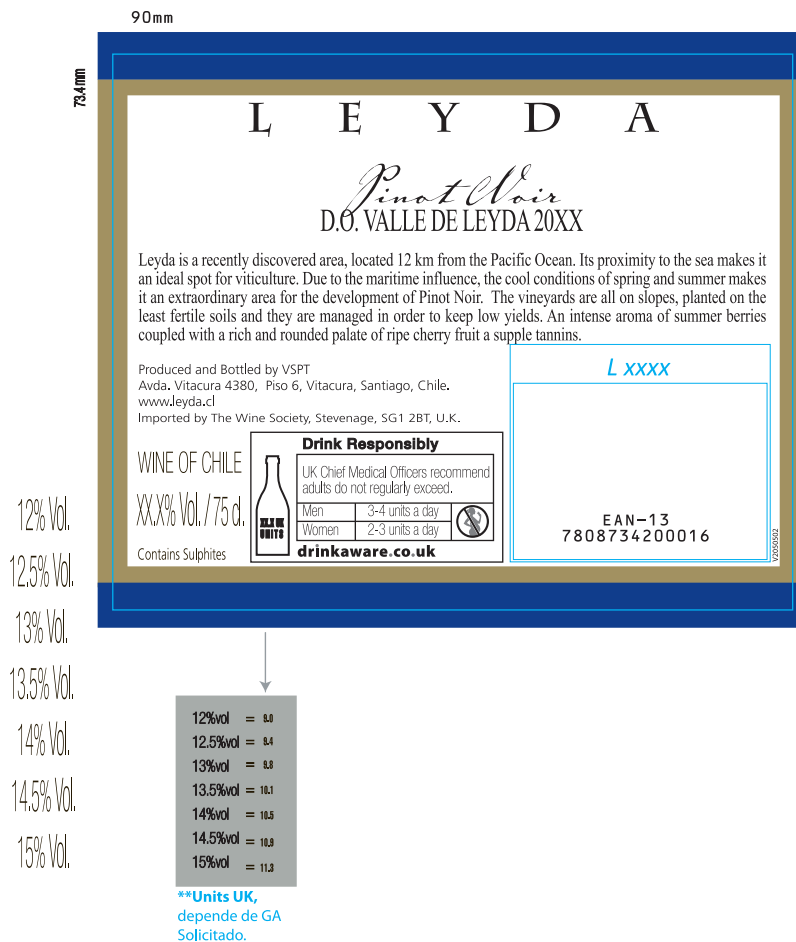 90mm
73.4mm
L E Y D A
Pinot Noir
D.O. VALLE DE LEYDA 20XX
Leyda is a recently discovered area, located 12 km from the Pacific Ocean. Its proximity to the sea makes it
an ideal spot for viticulture. Due to the maritime influence, the cool conditions of spring and summer makes
it an extraordinary area for the development of Pinot Noir. The vineyards are all on slopes, planted on the
least fertile soils and they are managed in order to keep low yields. An intense aroma of summer berries
coupled with a rich and rounded palate of ripe cherry fruit a supple tannins.
Produced and Bottled by VSPT
Avda. Vitacura 4380, Piso 6, Vitacura, Santiago, Chile.
www.leyda.cl
Imported by The Wine Society, Stevenage, SG1 2BT, U.K.
L xxxx
WINE OF CHILE
XX.X% Vol. / 75 cl.
Contains Sulphites
Drink Responsibly
UK Chief Medical Officers recommend
adults do not regularly exceed.
Men 3-4 units a day
Women 2-3 units a day
UNITS
drinkaware.co.uk
EAN-13
7808734200016
V2050502
12% Vol.
12.5% Vol.
13% Vol.
13.5% Vol.
14% Vol.
14.5% Vol.
15% Vol.
12%vol = 9.0
12.5%vol = 9.4
13%vol = 9.8
13.5%vol = 10.1
14%vol = 10.5
14.5%vol = 10.9
15%vol = 11.3
**Units UK,
depende de GA
Solicitado.